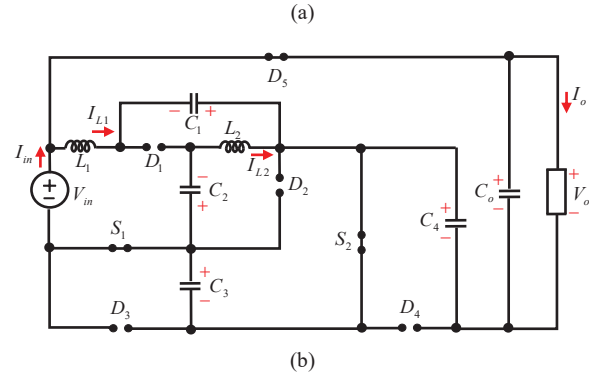 (a)
D5
IL1
− +
C1
L2
Io
Iin
L1
D1
IL2
D2
+
−
Vin
−
C2
+
+
C4
−
+
Co
−
+
Vo
−
S1
S2
+
C3
−
D3
D4
(b)